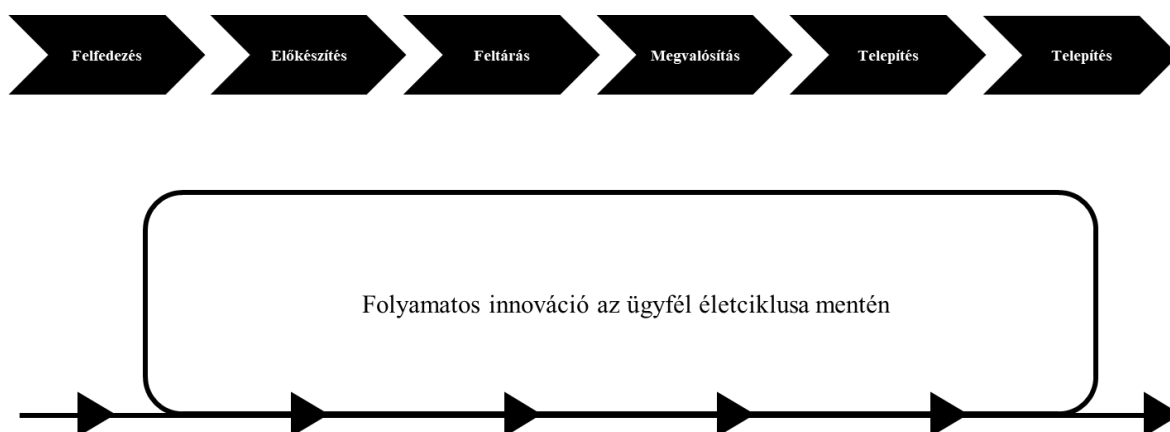 Felfedezés
Előkészítés
Feltárás
Megvalósítás
Telepítés
Telepítés
Folyamatos innováció az ügyfél életciklusa mentén